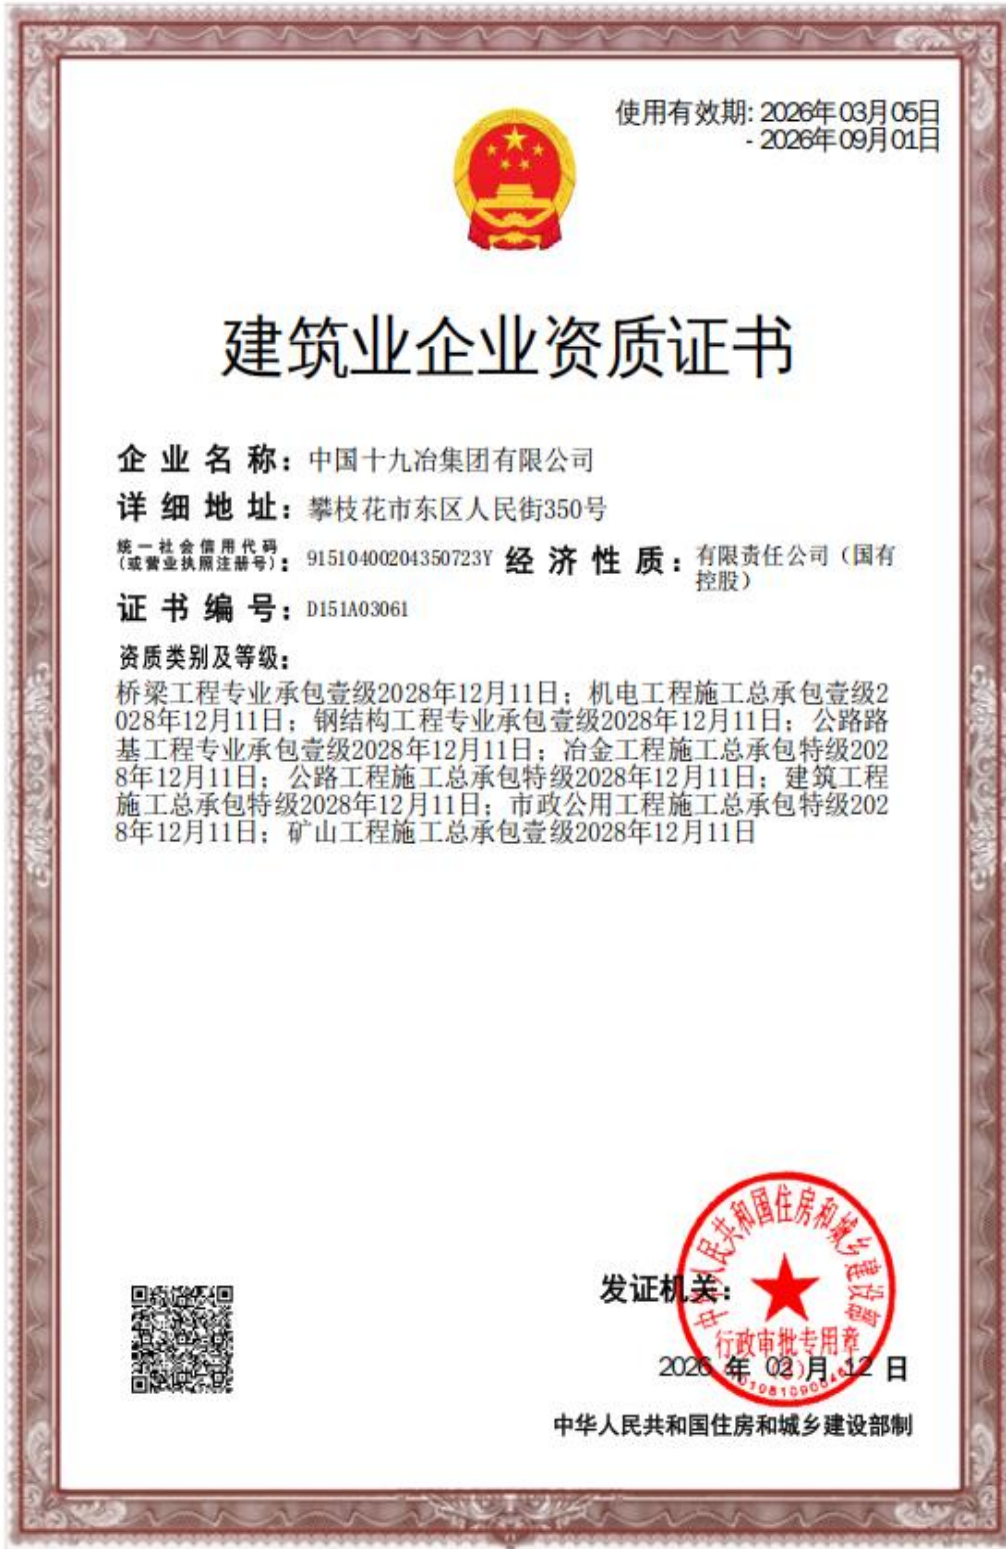 使用有效期: 2026年03月05日
- 2026年09月01日
建筑业企业资质证书
企业名称：中国十九冶集团有限公司
详细地址：攀枝花市东区人民街350号
统一社会信用代码
(或营业执照注册号)：91510400204350723Y 经济性质：有限责任公司（国有
控股）
证书编号：D151A03061
资质类别及等级：
桥梁工程专业承包壹级2028年12月11日；机电工程施工总承包壹级2
028年12月11日；钢结构工程专业承包壹级2028年12月11日；公路路
基工程专业承包壹级2028年12月11日；冶金工程施工总承包特级202
8年12月11日；公路工程施工总承包特级2028年12月11日；建筑工程
施工总承包特级2028年12月11日；市政公用工程施工总承包特级202
8年12月11日；矿山工程施工总承包壹级2028年12月11日
中华人民共和国住房和城乡建设部
发证机关：
行政审批专用章
2026 年 02 月 12 日
中华人民共和国住房和城乡建设部制